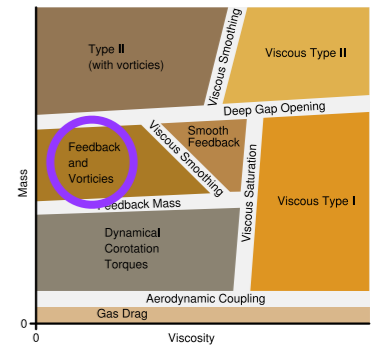 Type II
(with vorticies)
Viscous Smoothing
Viscous Type II
Deep Gap Opening
Feedback
and
Vorticies
Viscous Smoothing
Smooth
Feedback
Viscous Saturation
Viscous Type I
Feedback Mass
Dynamical
Corotation
Torques
Aerodynamic Coupling
Gas Drag
Mass
0
0
Viscosity